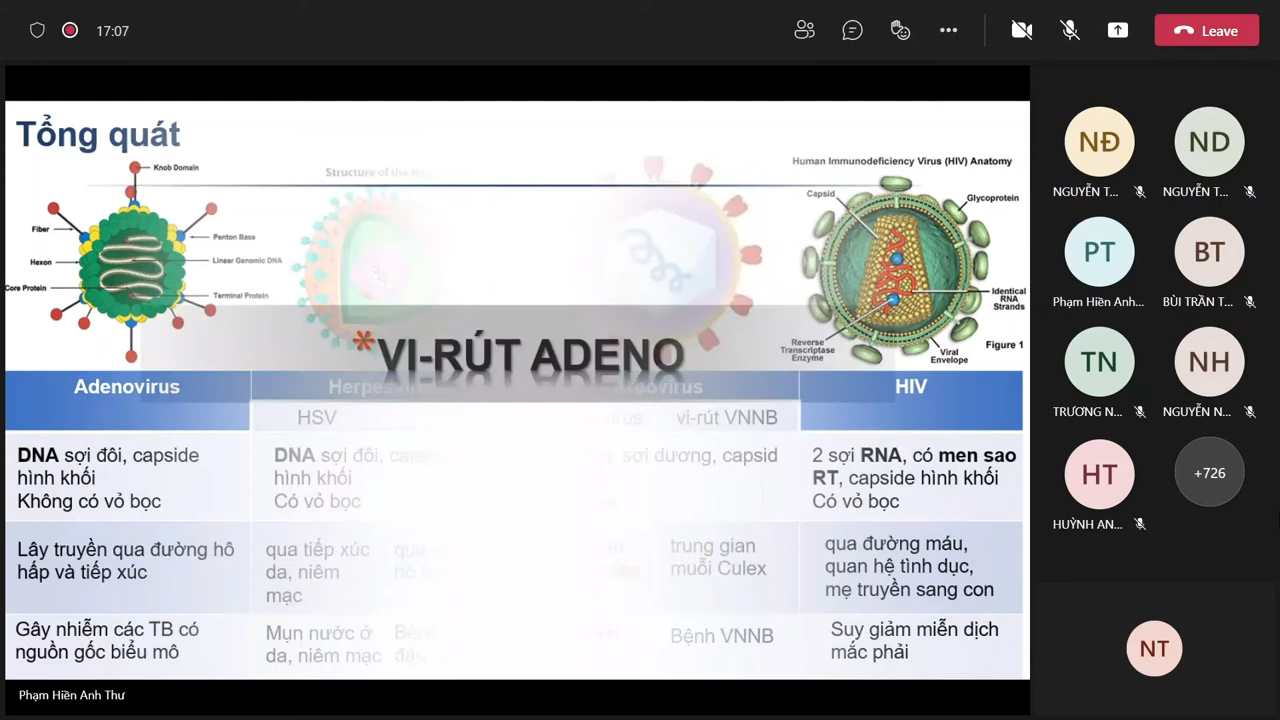 17:07
Leave
Tổng quát
Knob Domain
Fiber
Hexon
Core Protein
Penton Base
Linear Genomic DNA
Terminal Protein
Structure of the
Human Immunodeficiency Virus (HIV) Anatomy
Capsid
Glycoprotein
Identical
RNA
Strands
Reverse
Transcriptase
Enzyme
Viral
Envelope
Figure 1
*VI-RÚT ADENO
Adenovirus
HIV
HSV
vi-rút VNNB
DNA sợi đôi, capside
hình khối
Không có vỏ bọc
DNA sợi đôi,
hình khối
Có vỏ bọc
sợi dương, capsid
2 sợi RNA, có men sao
RT, capside hình khối
Có vỏ bọc
Lây truyền qua đường hô
hấp và tiếp xúc
qua tiếp xúc
da, niêm
mạc
trung gian
muỗi Culex
qua đường máu,
quan hệ tình dục,
mẹ truyền sang con
Gây nhiễm các TB có
nguồn gốc biểu mô
Mụn nước ở
da, niêm mạc
Bệnh VNNB
Suy giảm miễn dịch
mắc phải
Phạm Hiền Anh Thư
NĐ
NGUYỄN T...
ND
NGUYỄN T...
PT
Phạm Hiền Anh...
BT
BÙI TRẦN T...
TN
TRƯƠNG N...
NH
NGUYỄN N...
HT
HUỲNH AN...
+726
NT